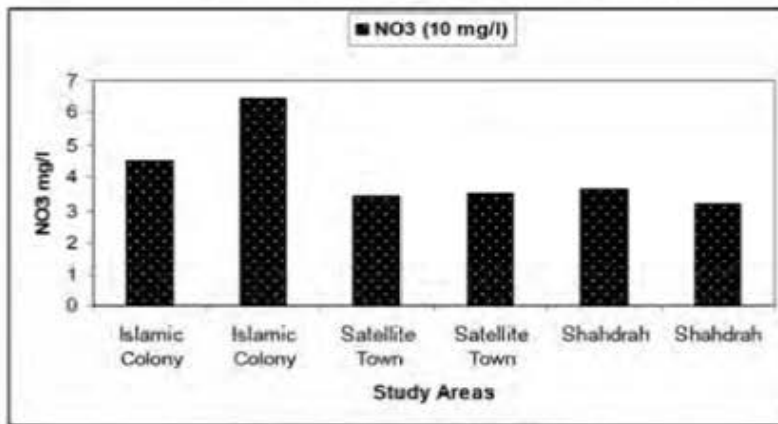 NO3 (10 mg/l)
NO3 mg/l
7
6
5
4
3
2
1
0
Islamic Colony
Islamic Colony
Satellite Town
Satellite Town
Shahdrah
Shahdrah
Study Areas